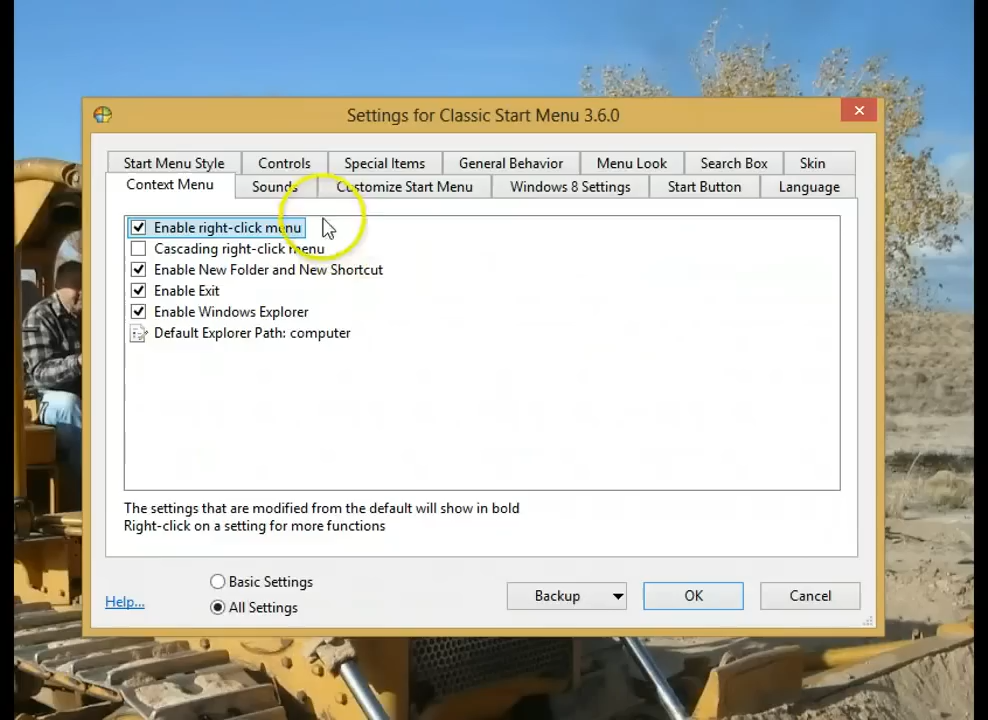 Settings for Classic Start Menu 3.6.0
Start Menu Style Controls Special Items General Behavior Menu Look Search Box Skin
Context Menu Sounds Customize Start Menu Windows 8 Settings Start Button Language
Enable right-click menu
Cascading right-click menu
Enable New Folder and New Shortcut
Enable Exit
Enable Windows Explorer
Default Explorer Path: computer
The settings that are modified from the default will show in bold
Right-click on a setting for more functions
Basic Settings
Help... All Settings Backup OK Cancel